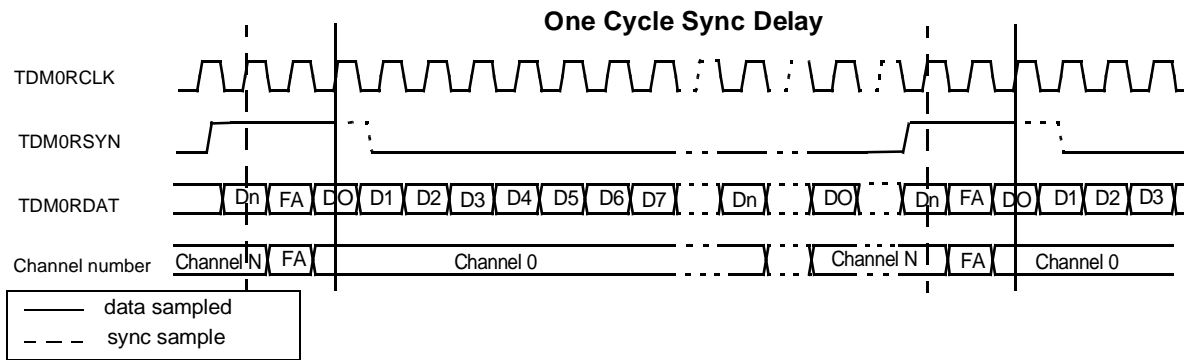 One Cycle Sync Delay
TDM0RCLK
TDM0RSYN
TDM0RDAT Dn FA DO D1 D2 D3 D4 D5 D6 D7 Dn DO Dn FA DO D1 D2 D3
Channel number Channel N FA Channel 0 Channel N FA Channel 0
data sampled
sync sample